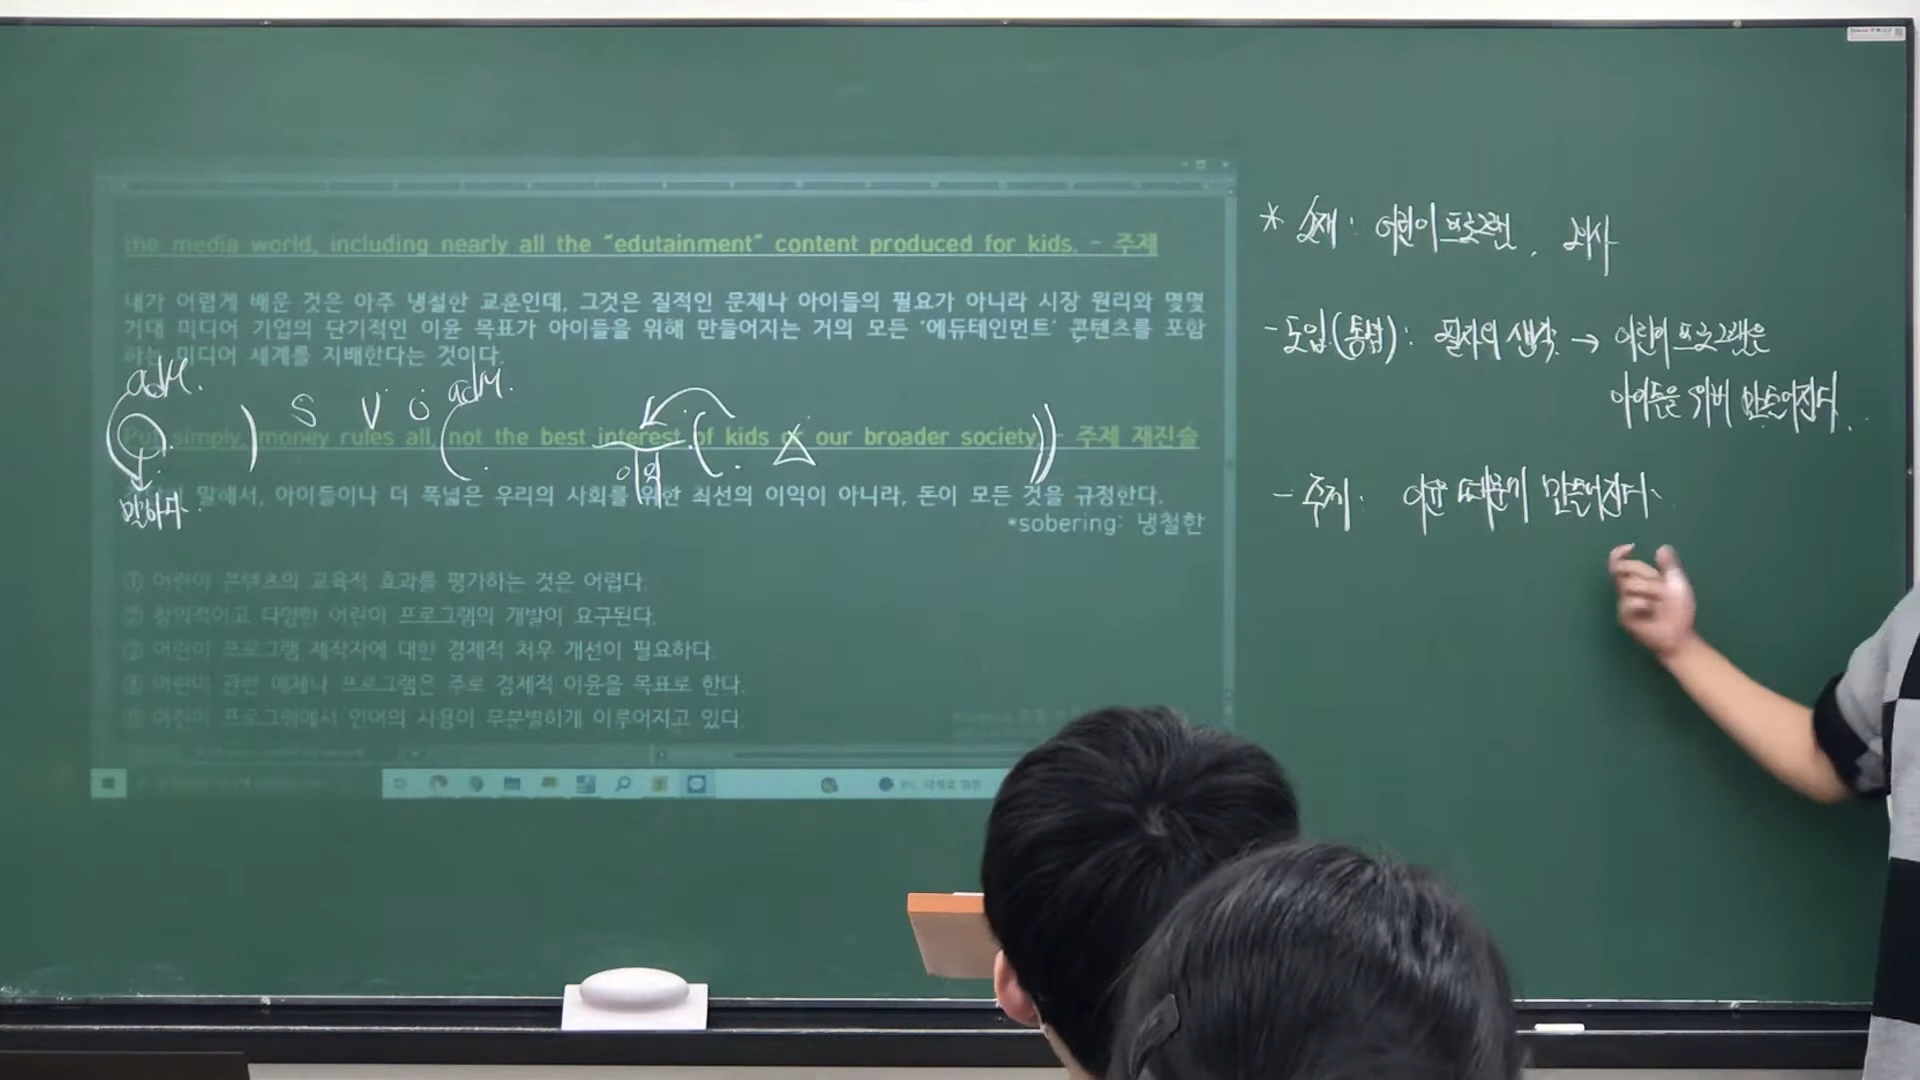 the media world, including nearly all the “edutainment” content produced for kids. - 주제
내가 어렵게 배운 것은 아주 냉철한 교훈인데, 그것은 질적인 문제나 아이들의 필요가 아니라 시장 원리와 몇몇
거대 미디어 기업의 단기적인 이윤 목표가 아이들을 위해 만들어지는 거의 모든 ‘에듀테인먼트’ 콘텐츠를 포함
하는 미디어 세계를 지배한다는 것이다.
adv. S V O adv.
Put simply, money rules all, not the best interest of kids or our broader society. - 주제 재진술
말하다. 이익
말해서, 아이들이나 더 폭넓은 우리의 사회를 위한 최선의 이익이 아니라, 돈이 모든 것을 규정한다.
*sobering: 냉철한
① 어린이 콘텐츠의 교육적 효과를 평가하는 것은 어렵다.
② 창의적이고 다양한 어린이 프로그램의 개발이 요구된다.
③ 어린이 프로그램 제작자에 대한 경제적 처우 개선이 필요하다.
④ 어린이 관련 매체나 프로그램은 주로 경제적 이윤을 목표로 한다.
⑤ 어린이 프로그램에서 언어의 사용이 무분별하게 이루어지고 있다.
* 소재 : 어린이 프로그램,
- 도입(통념) : 필자의 생각 → 어린이 프로그램은
아이들을 위해 만들어진다.
- 주제 : 이윤 때문에 만들어진다.